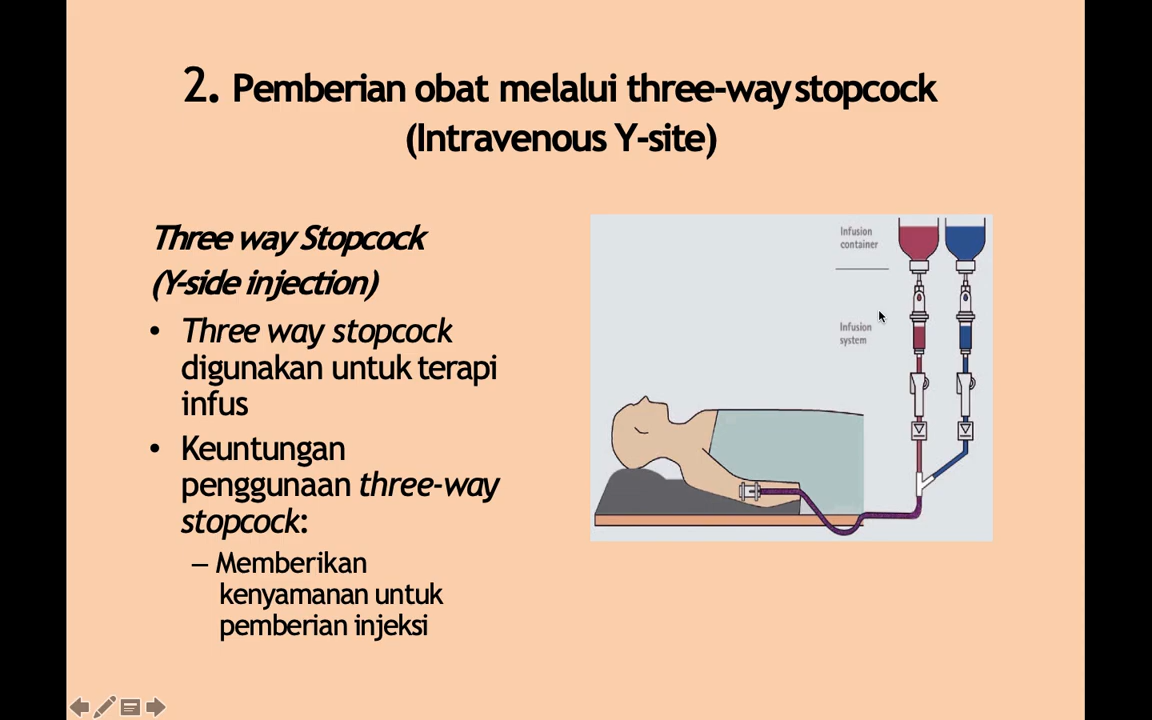 2. Pemberian obat melalui three-way stopcock
(Intravenous Y-site)
Three way Stopcock
(Y-side injection)
• Three way stopcock
digunakan untuk terapi
infus
• Keuntungan
penggunaan three-way
stopcock:
– Memberikan
kenyamanan untuk
pemberian injeksi
Infusion
container
Infusion
system